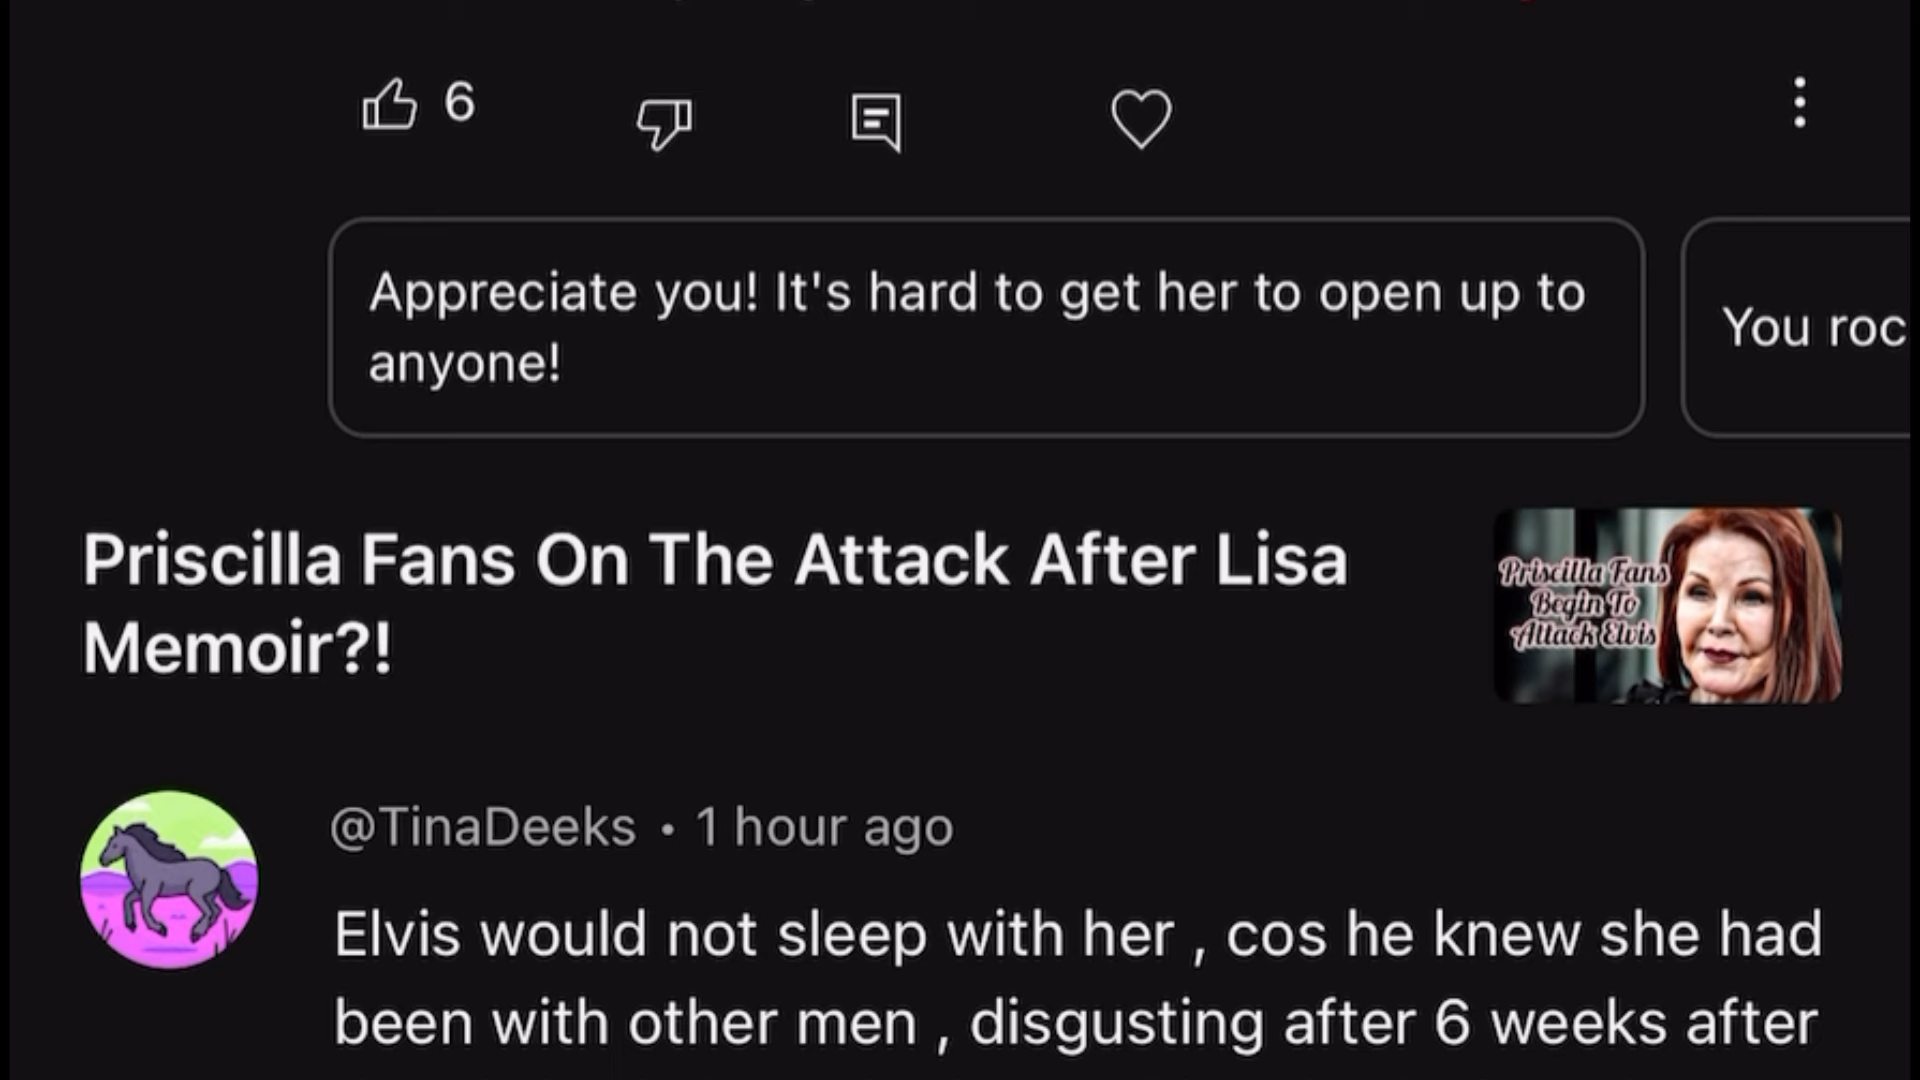 6
Appreciate you! It's hard to get her to open up to
anyone!
You roc
Priscilla Fans On The Attack After Lisa
Memoir?!
Priscilla Fans
Begin To
Attack Elvis
@TinaDeeks • 1 hour ago
Elvis would not sleep with her , cos he knew she had
been with other men , disgusting after 6 weeks after